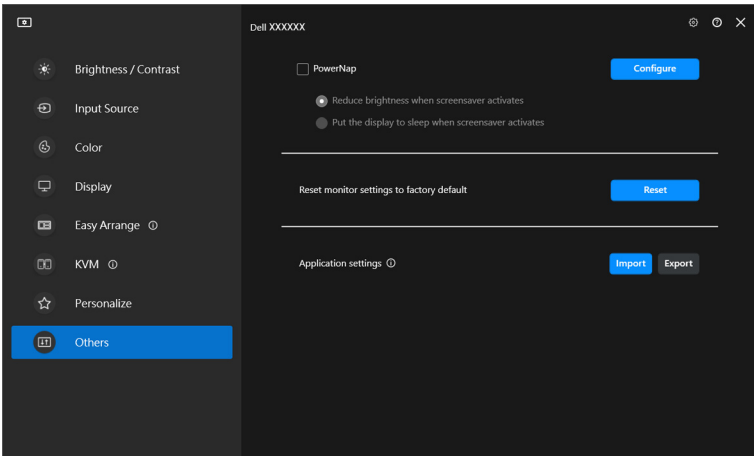 Dell XXXXXX
Brightness / Contrast
Input Source
Color
Display
Easy Arrange
KVM
Personalize
Others
PowerNap
Configure
Reduce brightness when screensaver activates
Put the display to sleep when screensaver activates
Reset monitor settings to factory default
Reset
Application settings
Import
Export